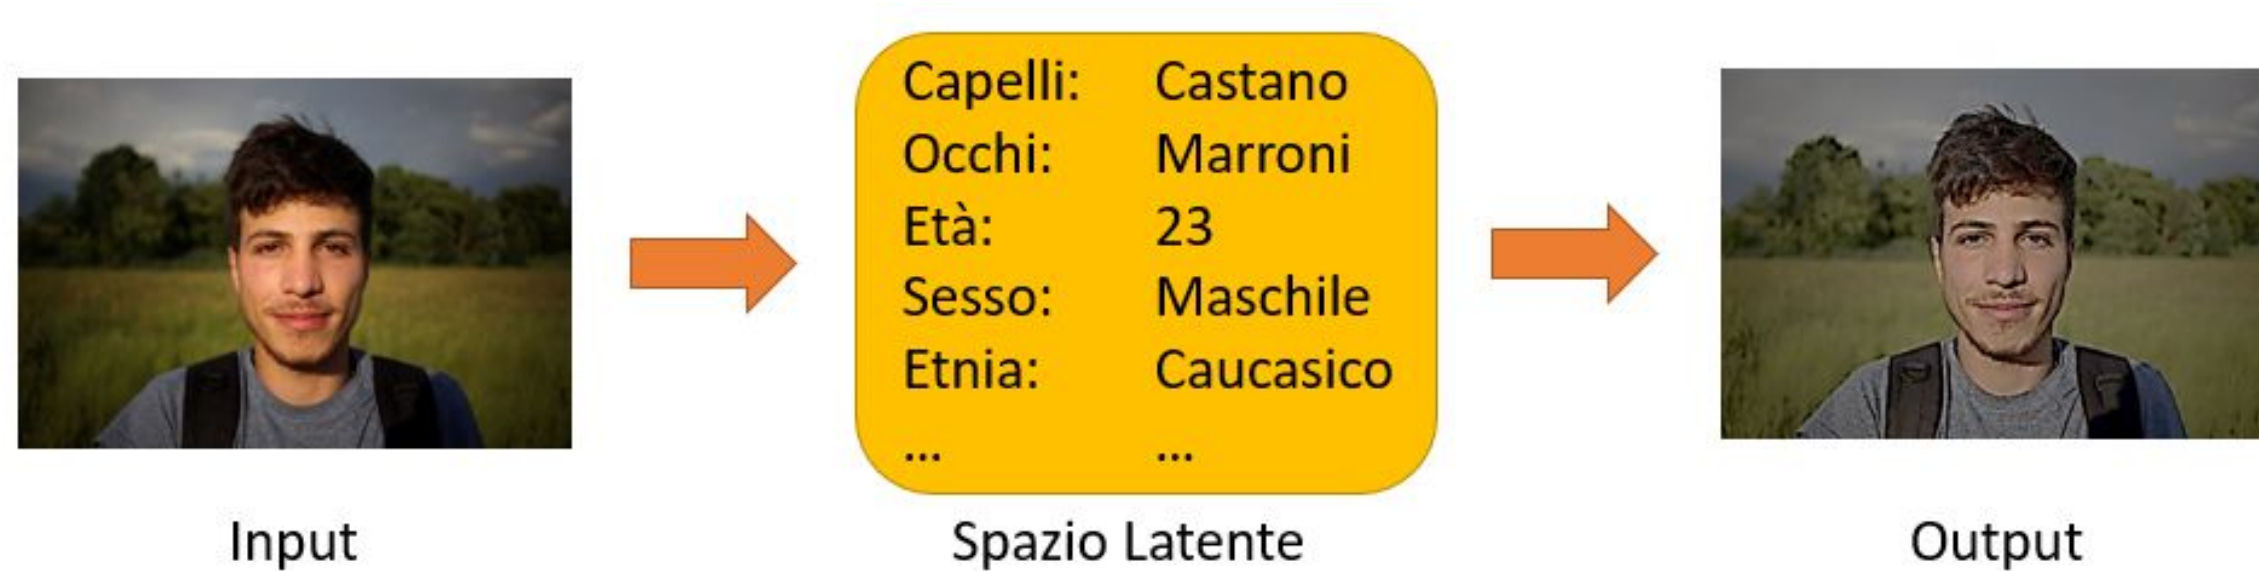 Capelli: Castano
Occhi: Marroni
Età: 23
Sesso: Maschile
Etnia: Caucasico
... ...
Input
Spazio Latente
Output